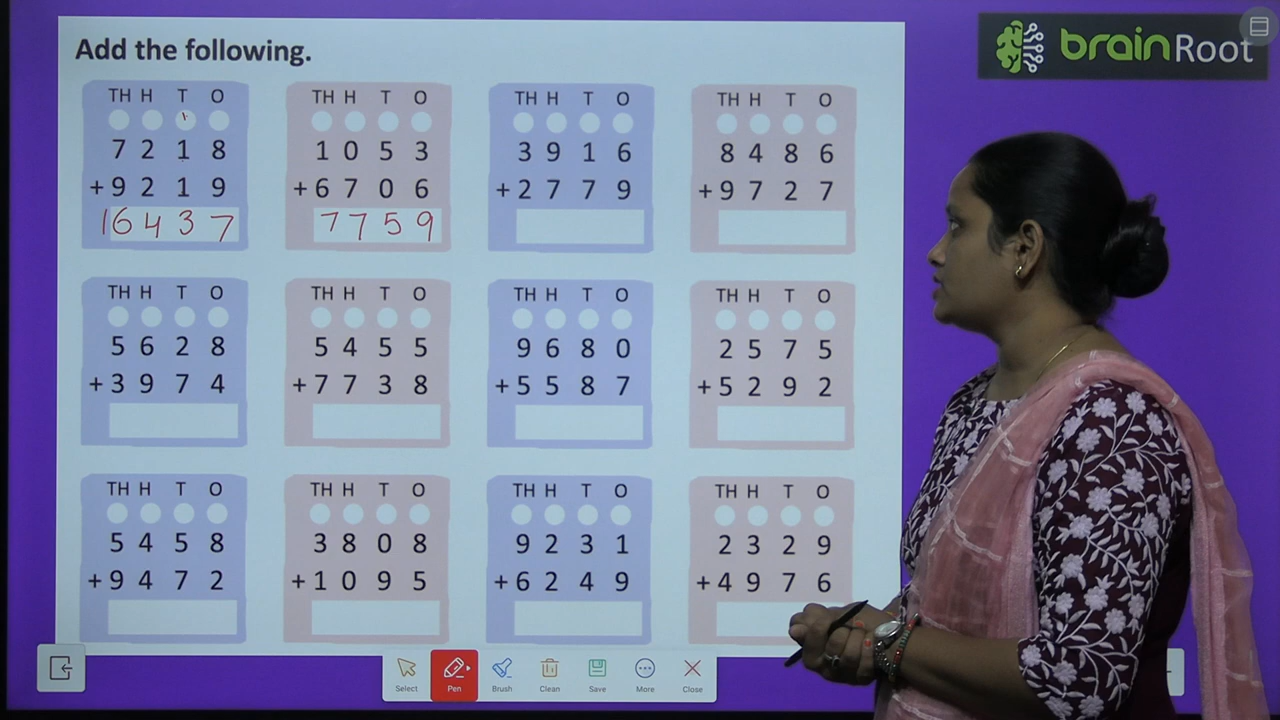 Add the following.
brainRoot
TH H T O
7 2 1 8
+ 9 2 1 9
16437
TH H T O
1 0 5 3
+ 6 7 0 6
7759
TH H T O
3 9 1 6
+ 2 7 7 9
TH H T O
8 4 8 6
+ 9 7 2 7
TH H T O
5 6 2 8
+ 3 9 7 4
TH H T O
5 4 5 5
+ 7 7 3 8
TH H T O
9 6 8 0
+ 5 5 8 7
TH H T O
2 5 7 5
+ 5 2 9 2
TH H T O
5 4 5 8
+ 9 4 7 2
TH H T O
3 8 0 8
+ 1 0 9 5
TH H T O
9 2 3 1
+ 6 2 4 9
TH H T O
2 3 2 9
+ 4 9 7 6
Select Pen Brush Clean Save More Close